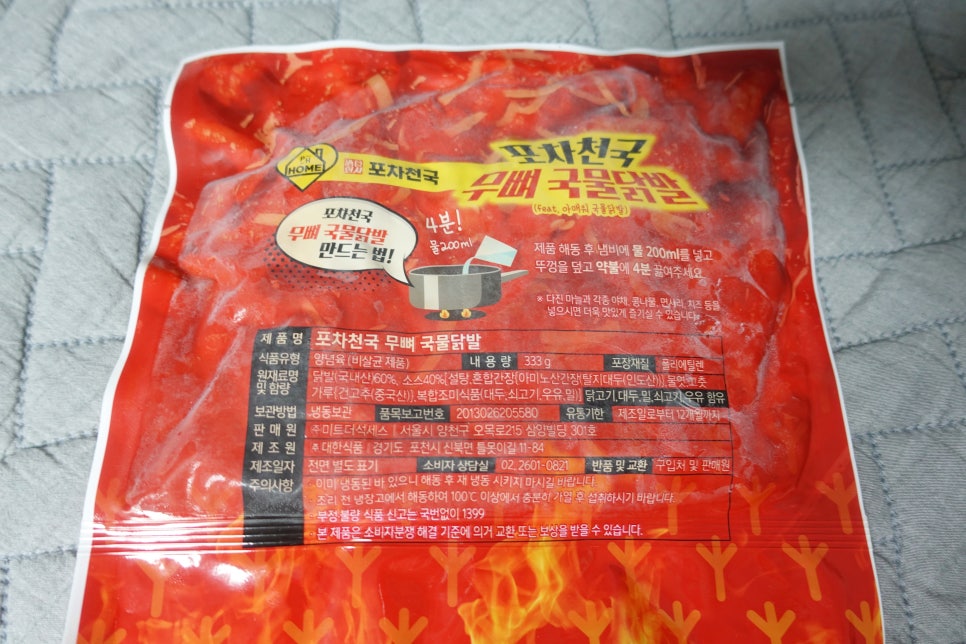 HOME 포차천국
포차천국
무뼈 국물닭발
(feat. 아매워 국물닭발)
포차천국
무뼈 국물닭발
만드는 법!
4분!
물200ml
제품 해동 후 냄비에 물 200ml를 넣고
뚜껑을 덮고 약불에 4분 끓여주세요
※ 다진 마늘과 각종 야채, 콩나물, 면사리, 치즈 등을
넣으시면 더욱 맛있게 즐기실 수 있습니다.
제품명 포차천국 무뼈 국물닭발
식품유형 양념육 (비살균 제품) 내용량 333 g 포장재질 폴리에틸렌
원재료명 및 함량 닭발(국내산)60%, 소스40%[설탕,혼합간장{아미노산간장(탈지대두(인도산)},물엿,고춧
가루{건고추(중국산)},복합조미식품(대두,쇠고기,우유,밀)] 닭고기,대두,밀,쇠고기,우유 함유
보관방법 냉동보관 품목보고번호 2013026205580 유통기한 제조일로부터 12개월까지
판매원 ㈜미트더석세스 | 서울시 양천구 오목로215 삼양빌딩 301호
제조원 ㈜대한식품 | 경기도 포천시 신북면 틀못이길 11-84
제조일자 전면 별도 표기 소비자 상담실 02. 2601-0821 반품 및 교환 구입처 및 판매원
주의사항 · 이미 냉동된 바 있으니 해동 후 재 냉동 시키지 마시길 바랍니다.
· 조리 전 냉장고에서 해동하여 100℃ 이상에서 충분히 가열 후 섭취하시기 바랍니다.
· 부정·불량 식품 신고는 국번없이 1399
· 본 제품은 소비자분쟁 해결 기준에 의거 교환 또는 보상을 받을 수 있습니다.